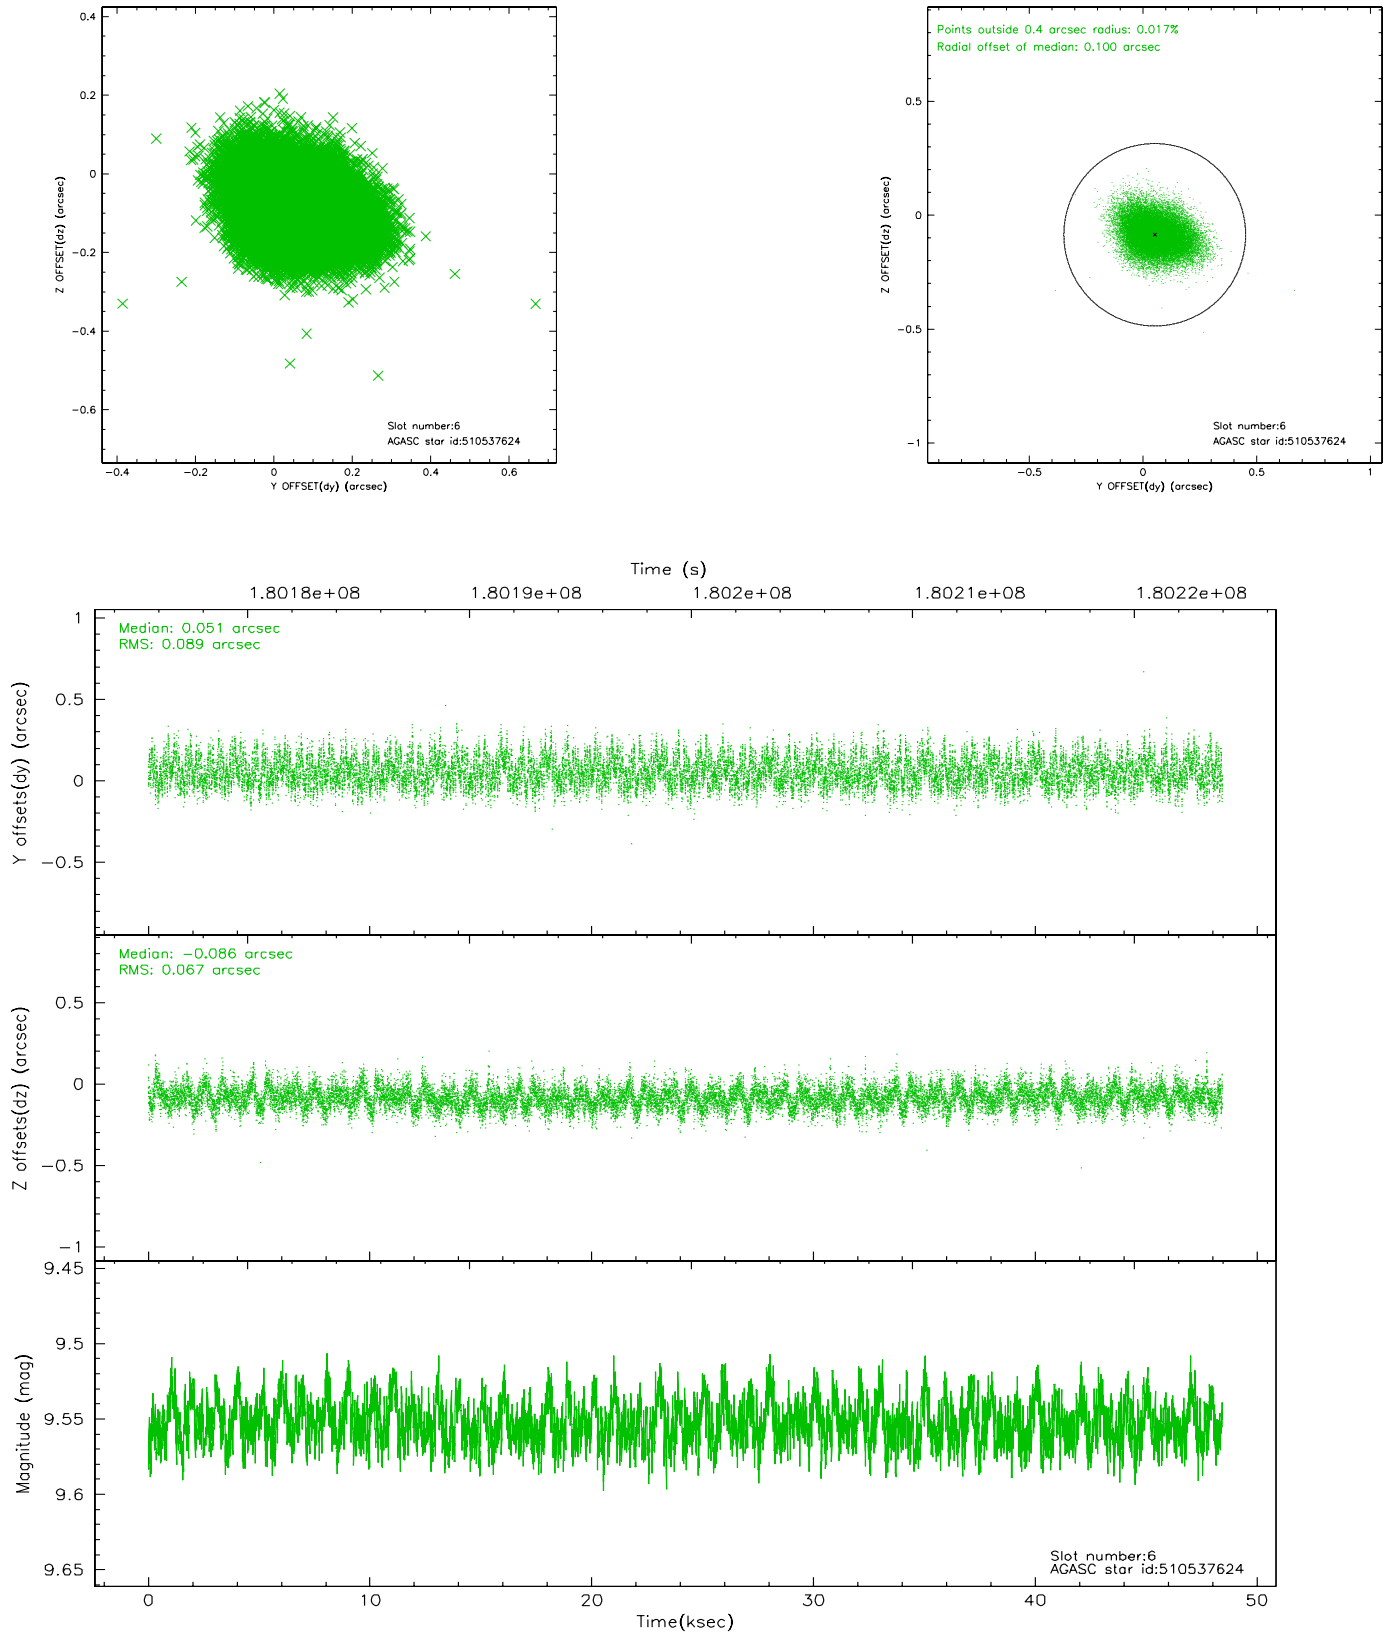 0.4
0.2
0
−0.2
−0.4
−0.6
Z OFFSET(dz) (arcsec)
Slot number:6
AGASC star id:510537624
−0.4 −0.2 0 0.2 0.4 0.6
Y OFFSET(dy) (arcsec)
Points outside 0.4 arcsec radius: 0.017%
Radial offset of median: 0.100 arcsec
0.5
0
−0.5
−1
Z OFFSET(dz) (arcsec)
Slot number:6
AGASC star id:510537624
−0.5 0 0.5 1
Y OFFSET(dy) (arcsec)
Time (s)
1.8018e+08 1.8019e+08 1.802e+08 1.8021e+08 1.8022e+08
Median: 0.051 arcsec
RMS: 0.089 arcsec
1
0.5
0
−0.5
Y offsets(dy) (arcsec)
Median: −0.086 arcsec
RMS: 0.067 arcsec
0.5
0
−0.5
−1
Z offsets(dz) (arcsec)
9.45
9.5
9.55
9.6
9.65
Magnitude (mag)
Slot number:6
AGASC star id:510537624
0 10 20 30 40 50
Time(ksec)